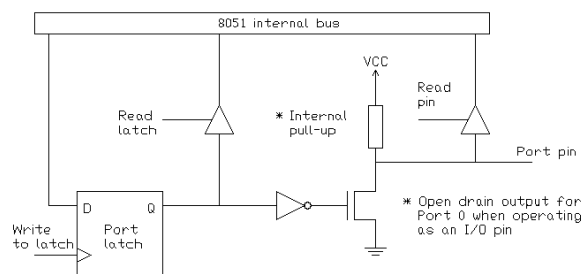 8051 internal bus
VCC
Read
latch
* Internal
pull-up
Read
pin
Port pin
D
Q
Port
latch
Write
to latch
* Open drain output for
Port 0 when operating
as an I/O pin